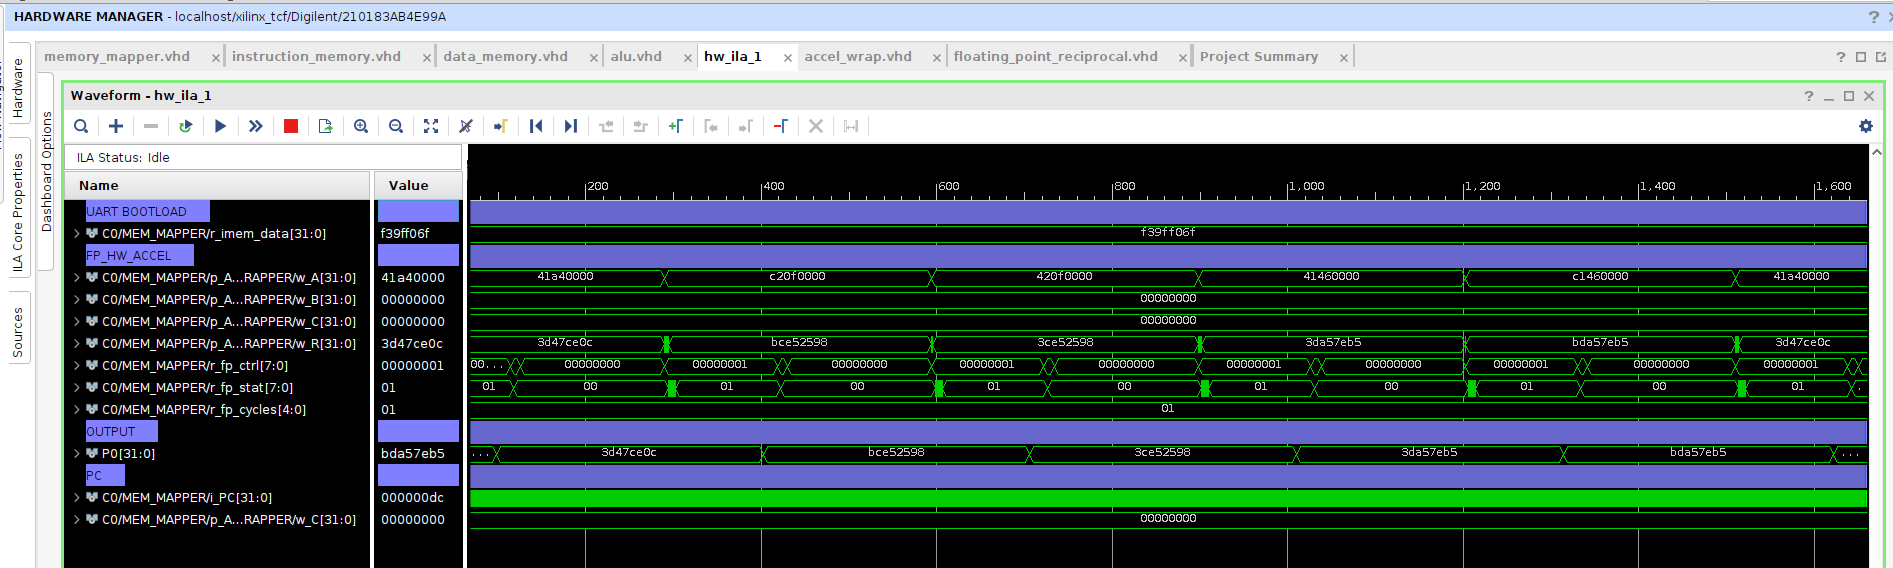 HARDWARE MANAGER - localhost/xilinx_tcf/Digilent/210183AB4E99A
memory_mapper.vhd × instruction_memory.vhd × data_memory.vhd × alu.vhd × hw_ila_1 × accel_wrap.vhd × floating_point_reciprocal.vhd × Project Summary ×
Hardware
ILA Core Properties
Sources
Dashboard Options
Waveform - hw_ila_1
ILA Status: Idle
Name Value
200 400 600 800 1,000 1,200 1,400 1,600
UART BOOTLOAD
C0/MEM_MAPPER/r_imem_data[31:0] f39ff06f f39ff06f
FP_HW_ACCEL
C0/MEM_MAPPER/p_A...RAPPER/w_A[31:0] 41a40000 41a40000 c20f0000 420f0000 41460000 c1460000 41a40000
C0/MEM_MAPPER/p_A...RAPPER/w_B[31:0] 00000000 00000000
C0/MEM_MAPPER/p_A...RAPPER/w_C[31:0] 00000000 00000000
C0/MEM_MAPPER/p_A...RAPPER/w_R[31:0] 3d47ce0c 3d47ce0c bce52598 3ce52598 3da57eb5 bda57eb5 3d47ce0c
C0/MEM_MAPPER/r_fp_ctrl[7:0] 00000001 00... 00000000 00000001 00000000 00000001 00000000 00000001 00000000 00000001 00000000 00000001
C0/MEM_MAPPER/r_fp_stat[7:0] 01 01 00 01 00 01 00 01 00 01 00 01 .
C0/MEM_MAPPER/r_fp_cycles[4:0] 01 01
OUTPUT
P0[31:0] bda57eb5 ... 3d47ce0c bce52598 3ce52598 3da57eb5 bda57eb5 ...
PC
C0/MEM_MAPPER/i_PC[31:0] 000000dc
C0/MEM_MAPPER/p_A...RAPPER/w_C[31:0] 00000000 00000000